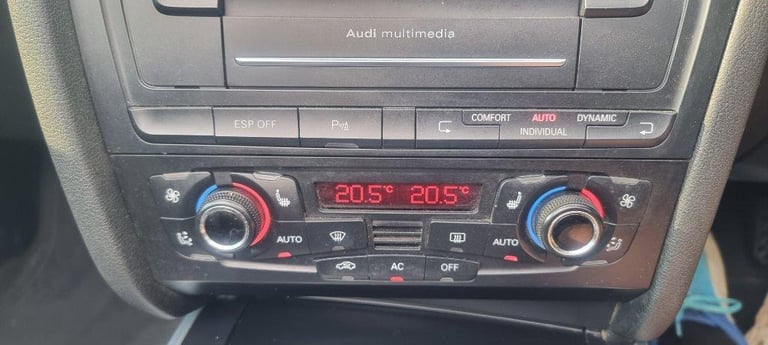 Audi multimedia
COMFORT AUTO DYNAMIC
ESP OFF P INDIVIDUAL
20.5°C 20.5°C
AUTO AUTO
AC OFF